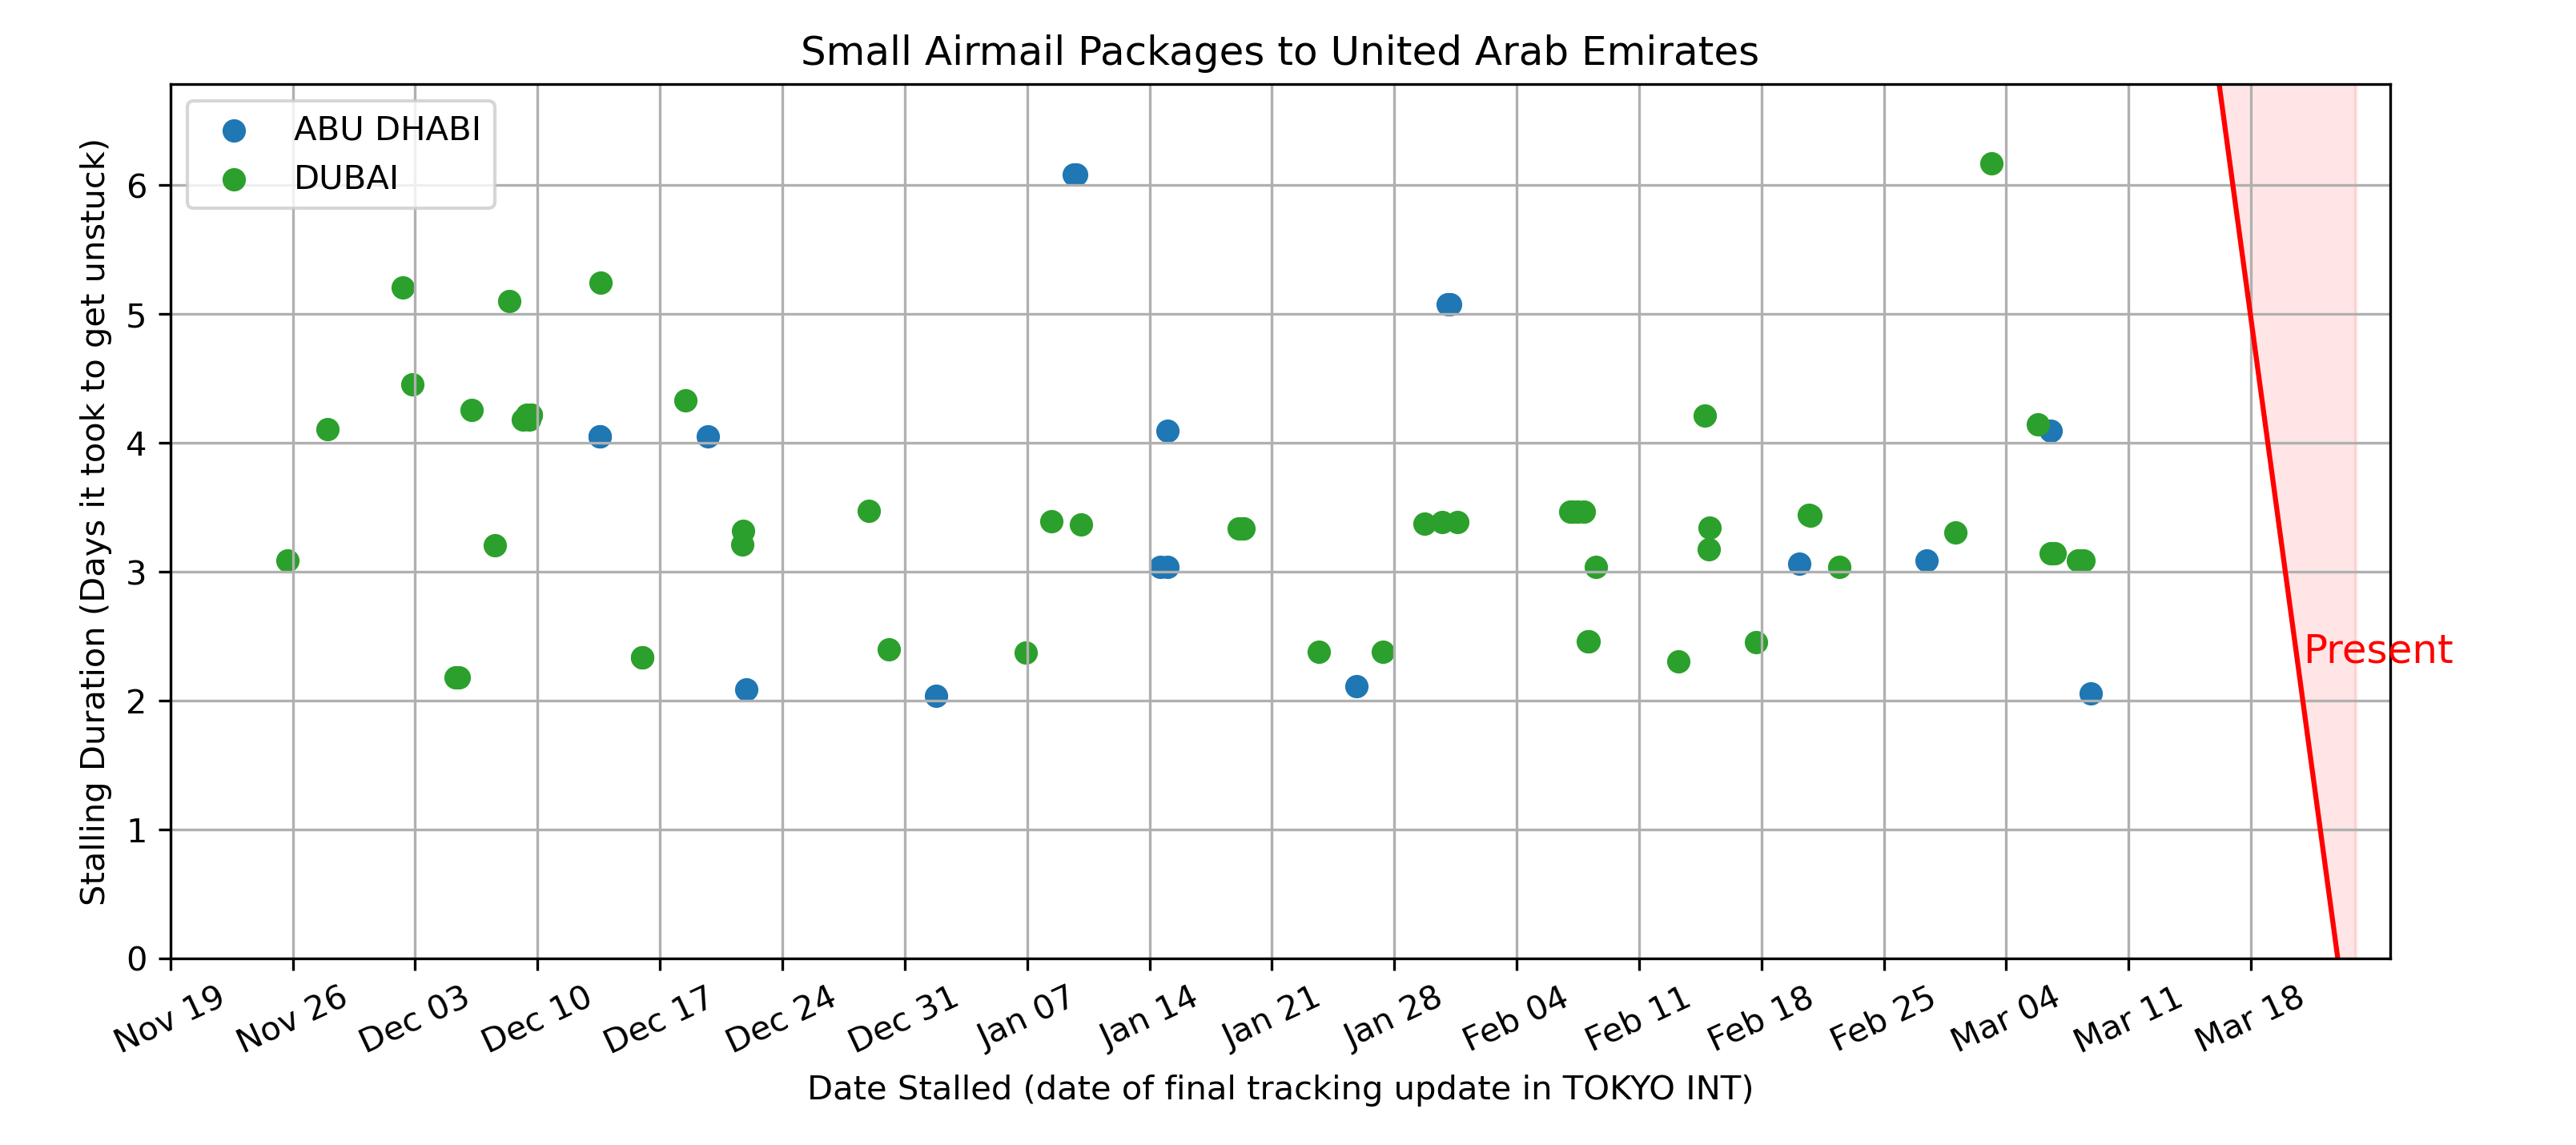 Small Airmail Packages to United Arab Emirates
ABU DHABI
DUBAI
Stalling Duration (Days it took to get unstuck)
6
5
4
3
2
1
0
Present
Nov 19
Nov 26
Dec 03
Dec 10
Dec 17
Dec 24
Dec 31
Jan 07
Jan 14
Jan 21
Jan 28
Feb 04
Feb 11
Feb 18
Feb 25
Mar 04
Mar 11
Mar 18
Date Stalled (date of final tracking update in TOKYO INT)